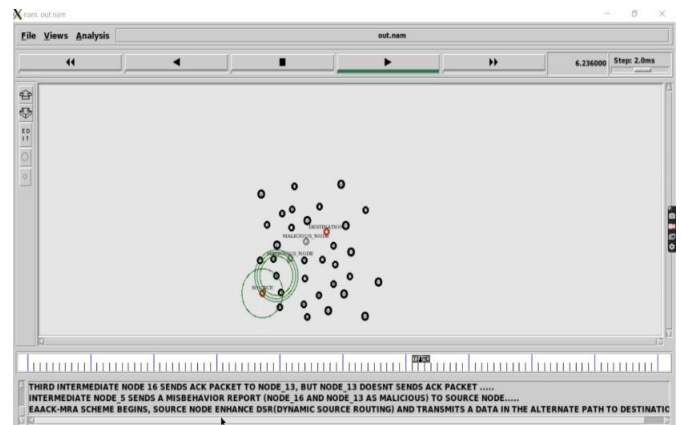 nam: out.nam
File Views Analysis out.nam
6.236000 Step: 2.0ms
ED
IT
DESTINATION
MALICIOUS_NODE
MALICIOUS_NODE
SOURCE
THIRD INTERMEDIATE NODE 16 SENDS ACK PACKET TO NODE_13, BUT NODE_13 DOESNT SENDS ACK PACKET .....
INTERMEDIATE NODE_5 SENDS A MISBEHAVIOR REPORT (NODE_16 AND NODE_13 AS MALICIOUS) TO SOURCE NODE....
EAACK-MRA SCHEME BEGINS, SOURCE NODE ENHANCE DSR(DYNAMIC SOURCE ROUTING) AND TRANSMITS A DATA IN THE ALTERNATE PATH TO DESTINATIC